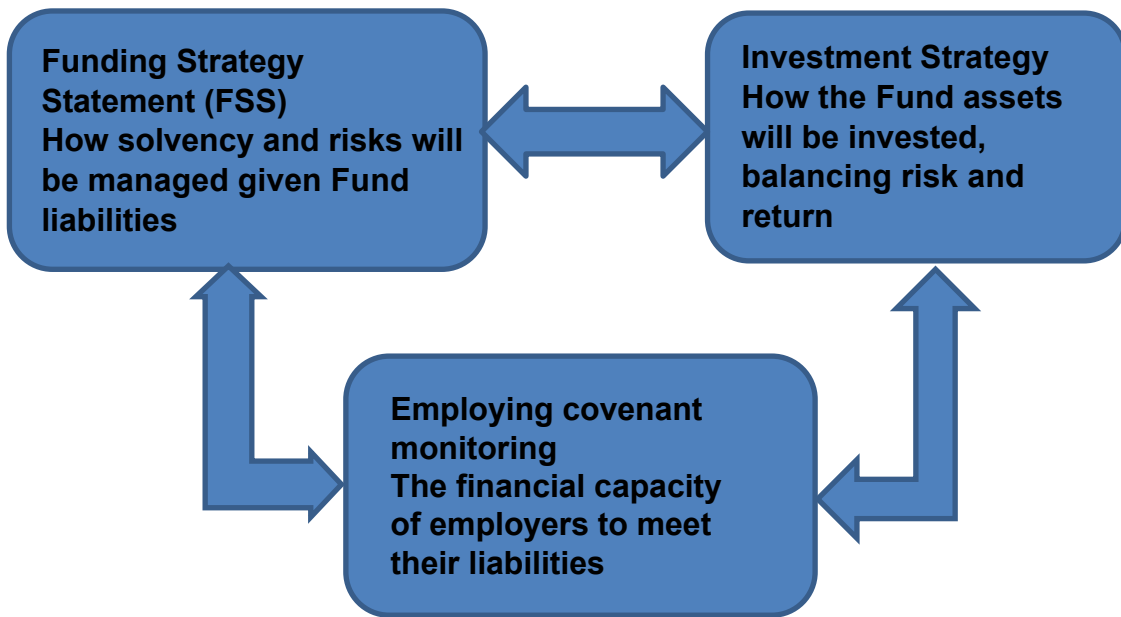 Funding Strategy
Statement (FSS)
How solvency and risks will
be managed given Fund
liabilities
Investment Strategy
How the Fund assets
will be invested,
balancing risk and
return
Employing covenant
monitoring
The financial capacity
of employers to meet
their liabilities